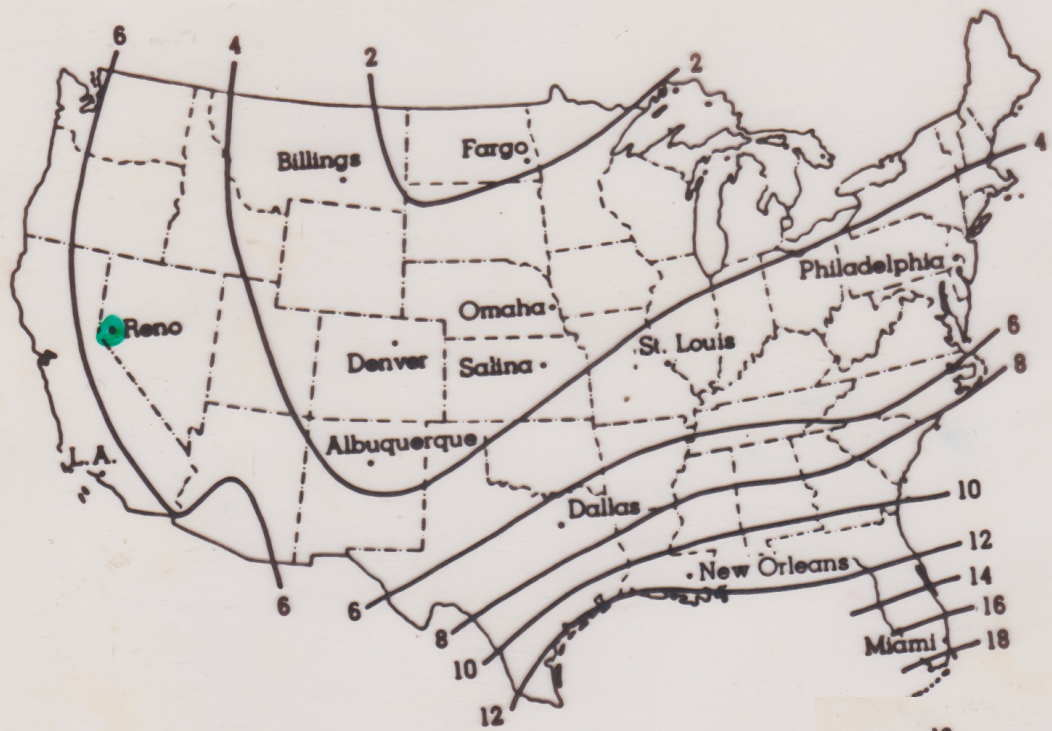 6
4
2
2
4
Billings
Fargo
Philadelphia
Reno
Omaha
6
St. Louis
Denver
Salina
8
Albuquerque
L. A.
10
Dallas
12
New Orleans
14
6
6
16
8
Miami
18
10
12